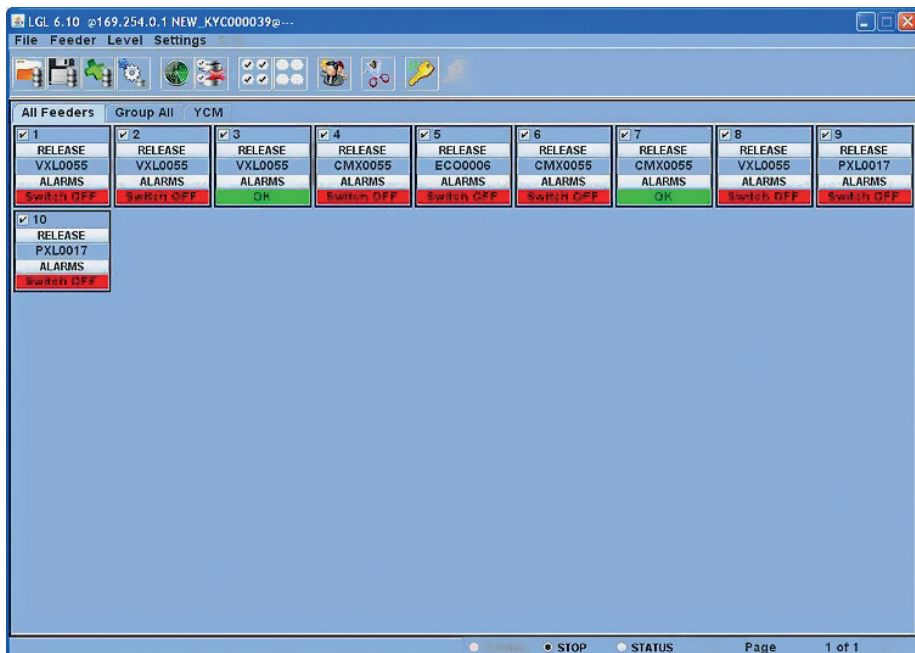 LGL 6.10 @169.254.0.1 NEW_KYC000039@---
File Feeder Level Settings
All Feeders Group All YCM
1 2 3 4 5 6 7 8 9
RELEASE RELEASE RELEASE RELEASE RELEASE RELEASE RELEASE RELEASE RELEASE
VXL0055 VXL0055 VXL0055 CMX0055 ECO0006 CMX0055 CMX0055 VXL0055 PXL0017
ALARMS ALARMS ALARMS ALARMS ALARMS ALARMS ALARMS ALARMS ALARMS
Switch OFF Switch OFF OK Switch OFF Switch OFF Switch OFF OK Switch OFF Switch OFF
10
RELEASE
PXL0017
ALARMS
Switch OFF
STOP STATUS Page 1 of 1